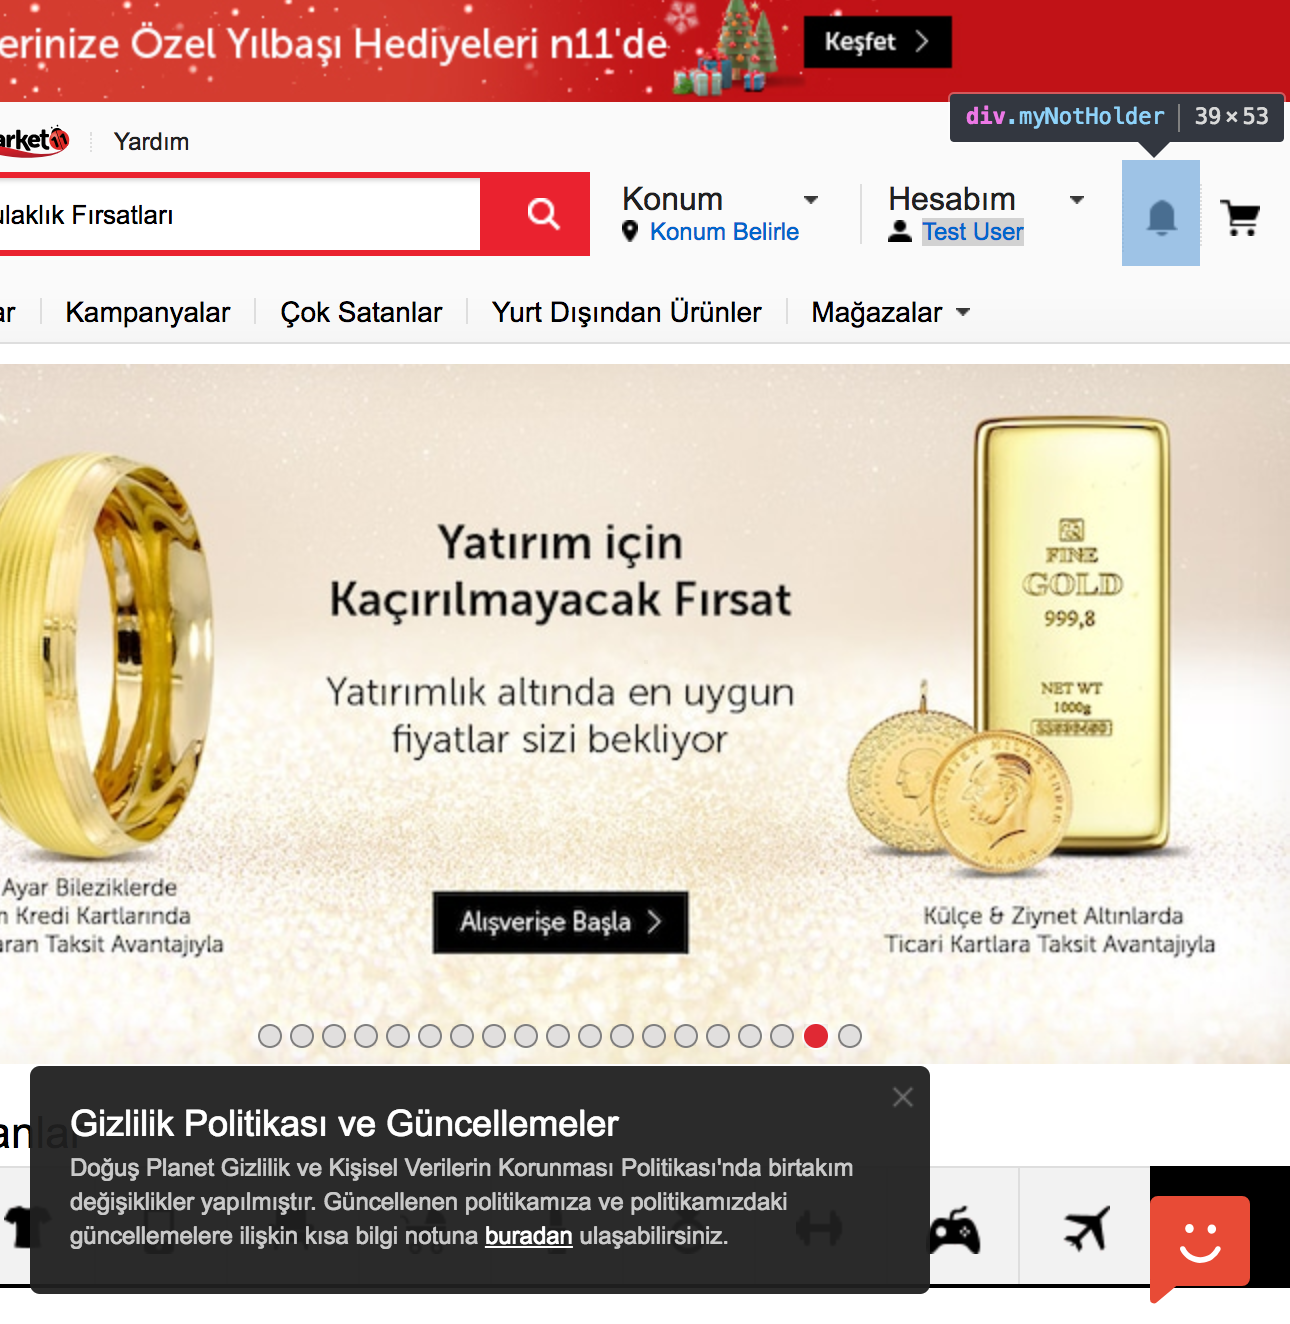 erinize Özel Yılbaşı Hediyeleri n11'de
Keşfet
div.myNotHolder 39×53
arket11
Yardım
ılaklık Fırsatları
Konum
Konum Belirle
Hesabım
Test User
ar
Kampanyalar
Çok Satanlar
Yurt Dışından Ürünler
Mağazalar
Yatırım için
Kaçırılmayacak Fırsat
Yatırımlık altında en uygun
fiyatlar sizi bekliyor
Alışverişe Başla
FINE
GOLD
999,8
NET WT
1000g
ANKARA
Ayar Bileziklerde
n Kredi Kartlarında
aran Taksit Avantajıyla
Külçe & Ziynet Altınlarda
Ticari Kartlara Taksit Avantajıyla
anlar
Gizlilik Politikası ve Güncellemeler
Doğuş Planet Gizlilik ve Kişisel Verilerin Korunması Politikası'nda birtakım
değişiklikler yapılmıştır. Güncellenen politikamıza ve politikamızdaki
güncellemelere ilişkin kısa bilgi notuna buradan ulaşabilirsiniz.